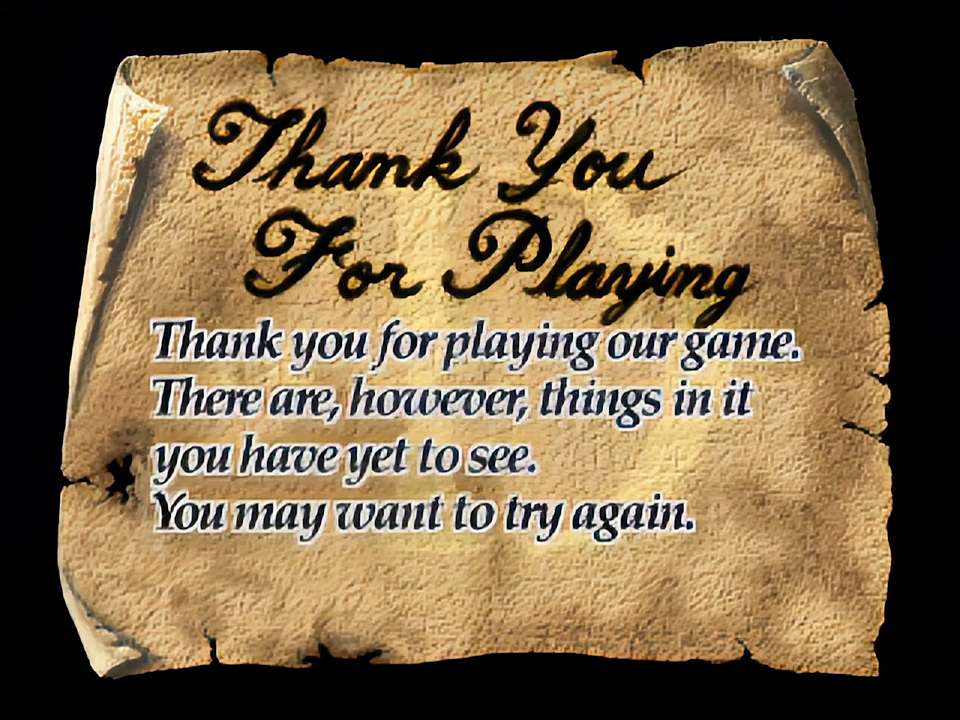 Thank You
For Playing
Thank you for playing our game.
There are, however, things in it
you have yet to see.
You may want to try again.